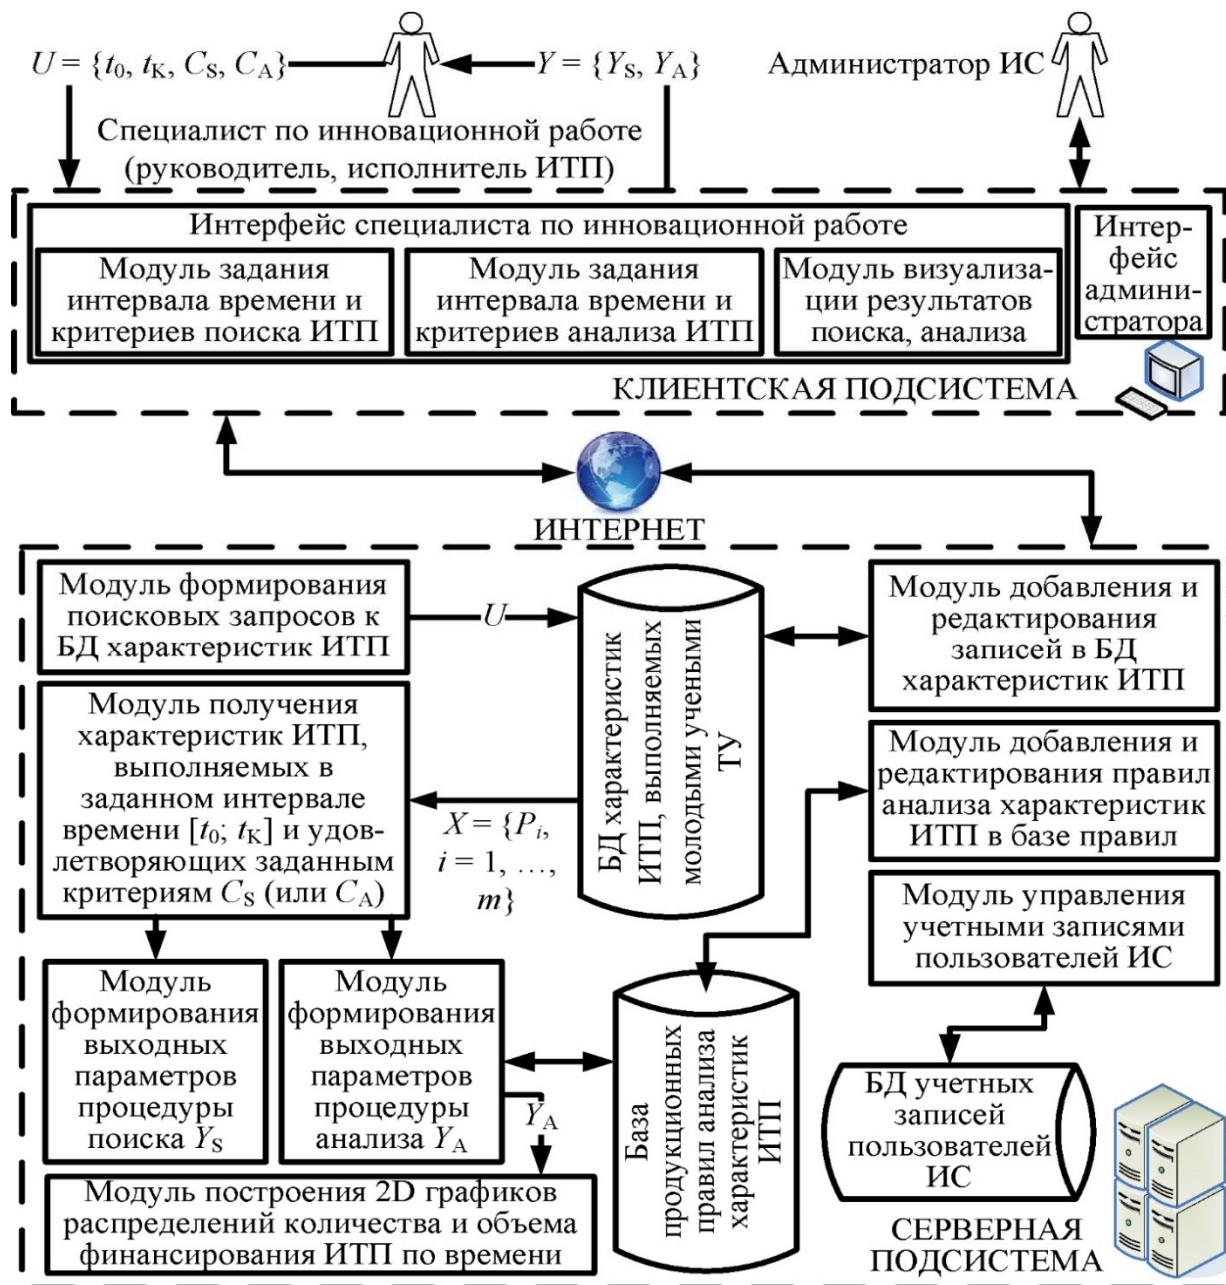 U = {t0, tК, CS, CA}
Y = {YS, YA}
Администратор ИС
Специалист по инновационной работе
(руководитель, исполнитель ИТП)
Интерфейс специалиста по инновационной работе
Модуль задания
интервала времени и
критериев поиска ИТП
Модуль задания
интервала времени и
критериев анализа ИТП
Модуль визуализа-
ции результатов
поиска, анализа
Интер-
фейс
админи-
стратора
КЛИЕНТСКАЯ ПОДСИСТЕМА
ИНТЕРНЕТ
Модуль формирования
поисковых запросов к
БД характеристик ИТП
U
Модуль получения
характеристик ИТП,
выполняемых в
заданном интервале
времени [t0; tК] и удов-
летворяющих заданным
критериям CS (или CA)
X = {Pi,
i = 1, …,
m}
БД характеристик
ИТП, выполняемых
молодыми учеными
ТУ
Модуль добавления и
редактирования
записей в БД
характеристик ИТП
Модуль добавления и
редактирования правил
анализа характеристик
ИТП в базе правил
Модуль управления
учетными записями
пользователей ИС
Модуль
формирования
выходных
параметров
процедуры
поиска YS
Модуль
формирования
выходных
параметров
процедуры
анализа YA
YA
База
продукционных
правил анализа
характеристик
ИТП
БД учетных
записей
пользователей
ИС
Модуль построения 2D графиков
распределений количества и объема
финансирования ИТП по времени
СЕРВЕРНАЯ
ПОДСИСТЕМА